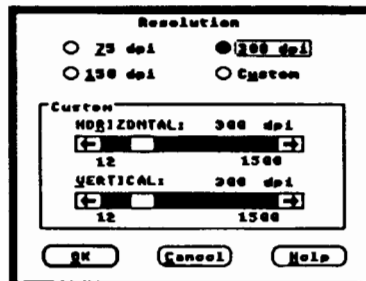 Resolution
75 dpi
300 dpi
150 dpi
Custom
Custom
HORIZONTAL: 300 dpi
12 1500
VERTICAL: 300 dpi
12 1500
OK Cancel Help